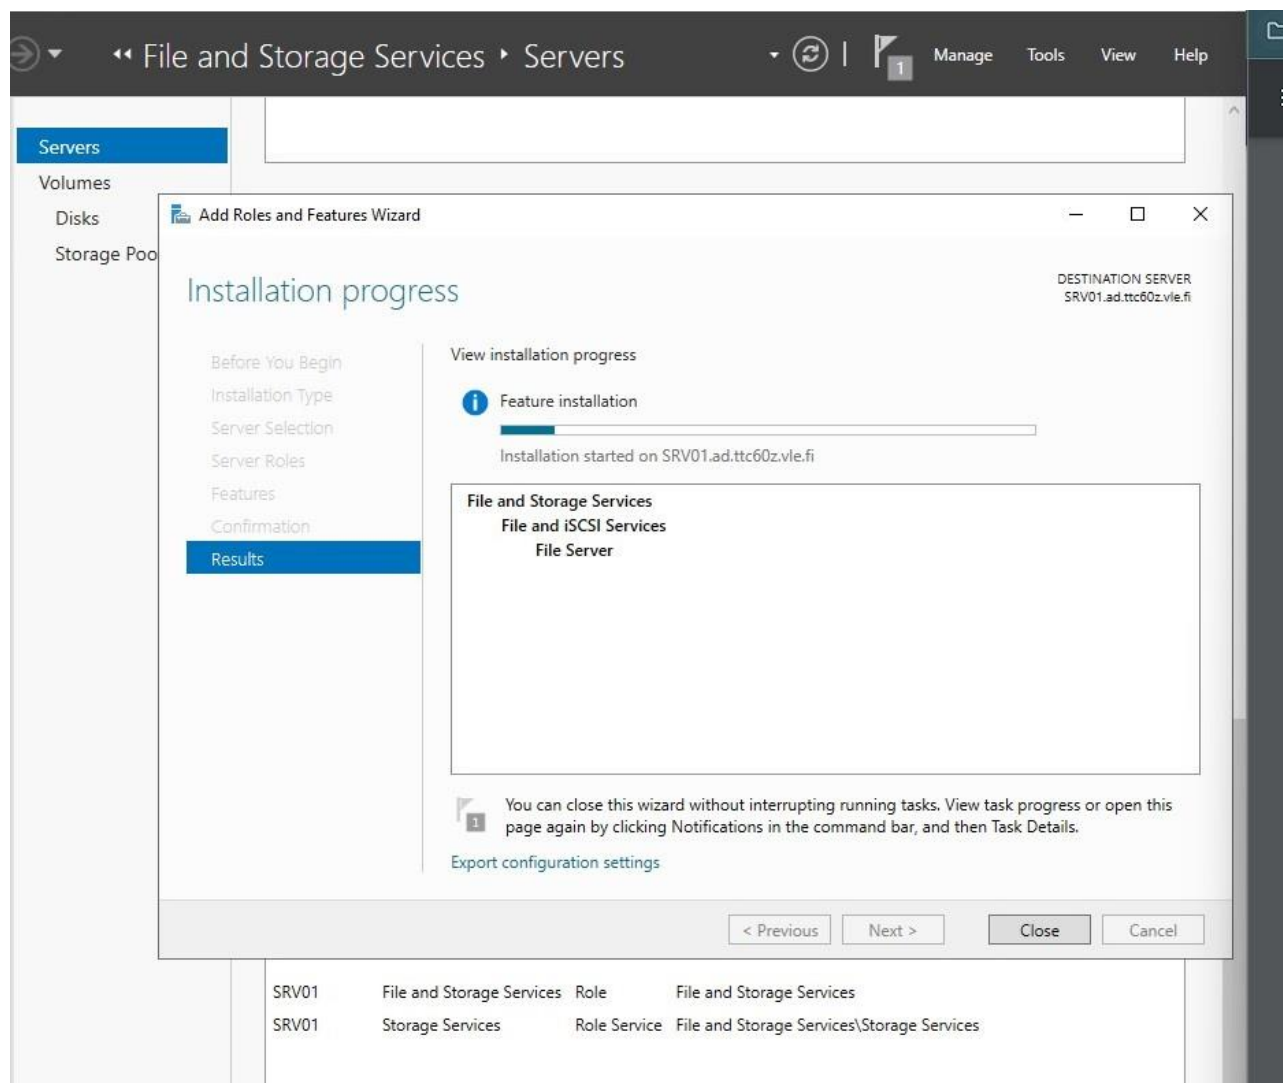 File and Storage Services ‣ Servers
1
Manage Tools View Help
Servers
Volumes
Disks
Storage Poo
Add Roles and Features Wizard
Installation progress
DESTINATION SERVER
SRV01.ad.ttc60z.vle.fi
Before You Begin
Installation Type
Server Selection
Server Roles
Features
Confirmation
Results
View installation progress
Feature installation
Installation started on SRV01.ad.ttc60z.vle.fi
File and Storage Services
File and iSCSI Services
File Server
1
You can close this wizard without interrupting running tasks. View task progress or open this
page again by clicking Notifications in the command bar, and then Task Details.
Export configuration settings
< Previous
Next >
Close
Cancel
SRV01 File and Storage Services Role File and Storage Services
SRV01 Storage Services Role Service File and Storage Services\Storage Services